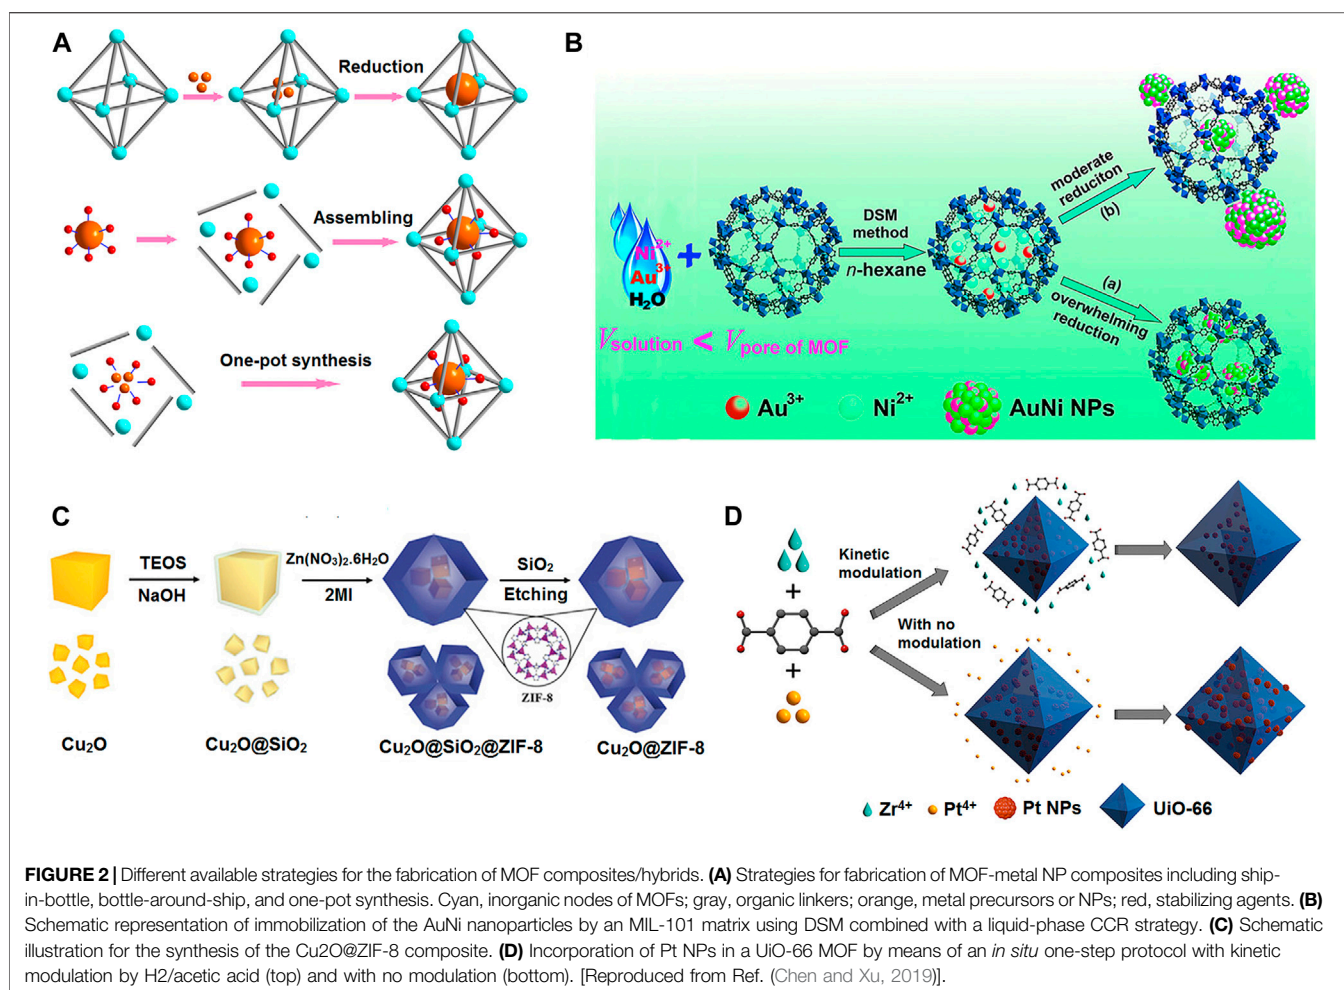 A
Reduction
Assembling
One-pot synthesis
B
Ni2+
Au3+
H2O
DSM
method
n-hexane
moderate
reduciton
(b)
(a)
overwhelming
reduction
Vsolution < Vpore of MOF
Au3+
Ni2+
AuNi NPs
C
TEOS
NaOH
Zn(NO3)2.6H2O
2MI
SiO2
Etching
ZIF-8
Cu2O
Cu2O@SiO2
Cu2O@SiO2@ZIF-8
Cu2O@ZIF-8
D
Kinetic
modulation
With no
modulation
Zr4+
Pt4+
Pt NPs
UiO-66
FIGURE 2 | Different available strategies for the fabrication of MOF composites/hybrids. (A) Strategies for fabrication of MOF-metal NP composites including ship-
in-bottle, bottle-around-ship, and one-pot synthesis. Cyan, inorganic nodes of MOFs; gray, organic linkers; orange, metal precursors or NPs; red, stabilizing agents. (B)
Schematic representation of immobilization of the AuNi nanoparticles by an MIL-101 matrix using DSM combined with a liquid-phase CCR strategy. (C) Schematic
illustration for the synthesis of the Cu2O@ZIF-8 composite. (D) Incorporation of Pt NPs in a UiO-66 MOF by means of an in situ one-step protocol with kinetic
modulation by H2/acetic acid (top) and with no modulation (bottom). [Reproduced from Ref. (Chen and Xu, 2019)].